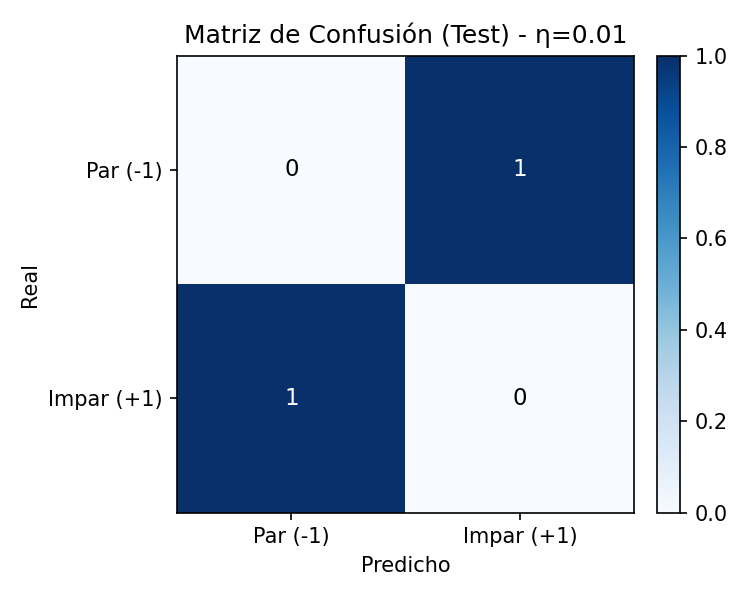 Matriz de Confusión (Test) - η=0.01
1.0
0.8
0.6
0.4
0.2
0.0
Real
Par (-1)
0
1
Impar (+1)
1
0
Par (-1)
Impar (+1)
Predicho